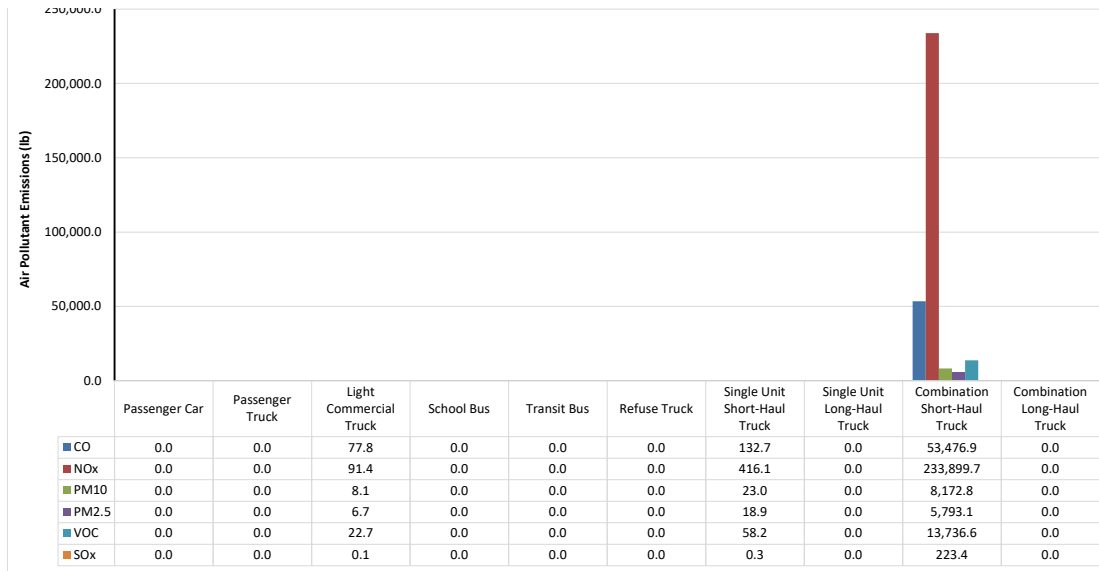 250,000.0
200,000.0
150,000.0
100,000.0
50,000.0
0.0
Air Pollutant Emissions (lb)
Passenger Car
Passenger
Truck
Light
Commercial
Truck
School Bus
Transit Bus
Refuse Truck
Single Unit
Short-Haul
Truck
Single Unit
Long-Haul
Truck
Combination
Short-Haul
Truck
Combination
Long-Haul
Truck
CO 0.0 0.0 77.8 0.0 0.0 0.0 132.7 0.0 53,476.9 0.0
NOx 0.0 0.0 91.4 0.0 0.0 0.0 416.1 0.0 233,899.7 0.0
PM10 0.0 0.0 8.1 0.0 0.0 0.0 23.0 0.0 8,172.8 0.0
PM2.5 0.0 0.0 6.7 0.0 0.0 0.0 18.9 0.0 5,793.1 0.0
VOC 0.0 0.0 22.7 0.0 0.0 0.0 58.2 0.0 13,736.6 0.0
SOx 0.0 0.0 0.1 0.0 0.0 0.0 0.3 0.0 223.4 0.0